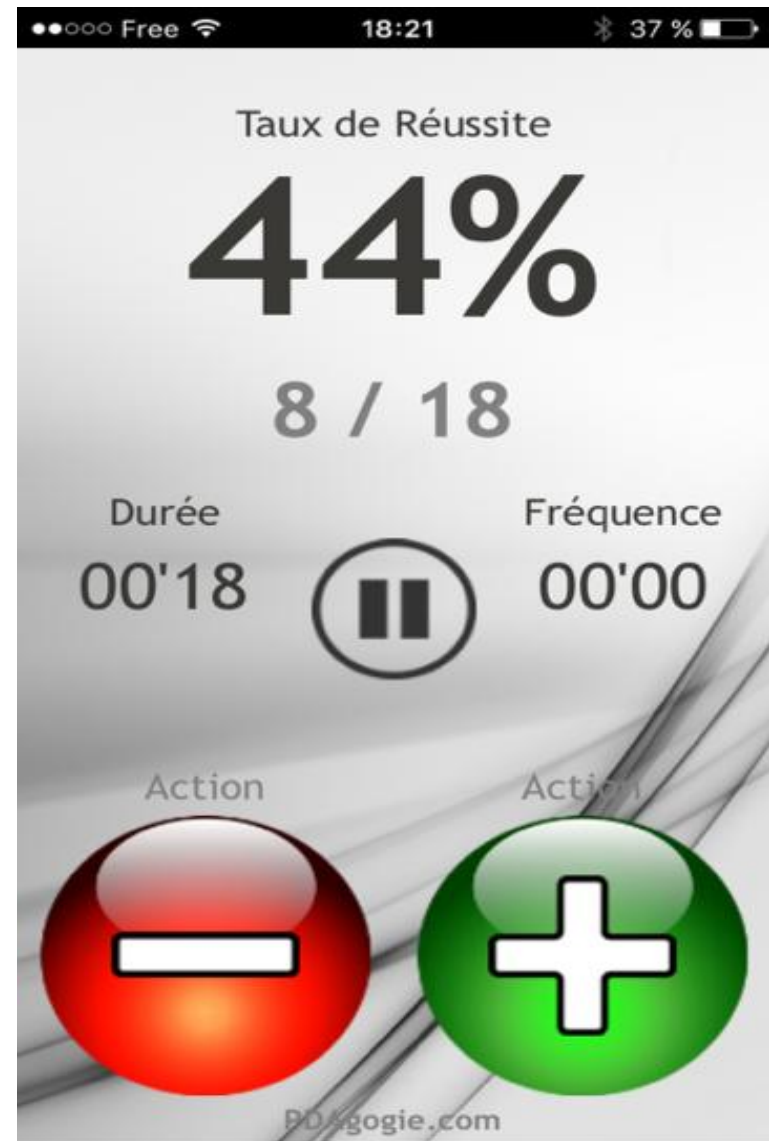 Free 18:21 37 %
Taux de Réussite
44%
8 / 18
Durée Fréquence
00'18 00'00
Action Action
PDAgogie.com